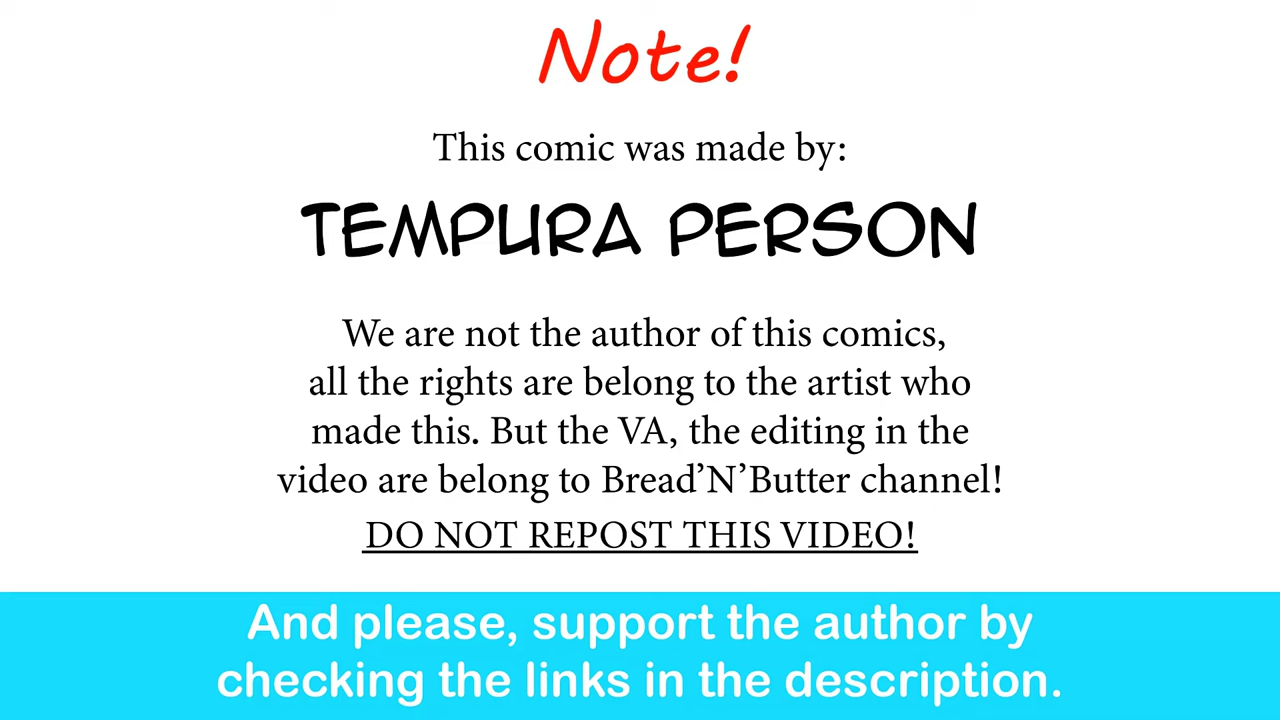 Note!
This comic was made by:
TEMPURA PERSON
We are not the author of this comics,
all the rights are belong to the artist who
made this. But the VA, the editing in the
video are belong to Bread’N’Butter channel!
DO NOT REPOST THIS VIDEO!
And please, support the author by
checking the links in the description.